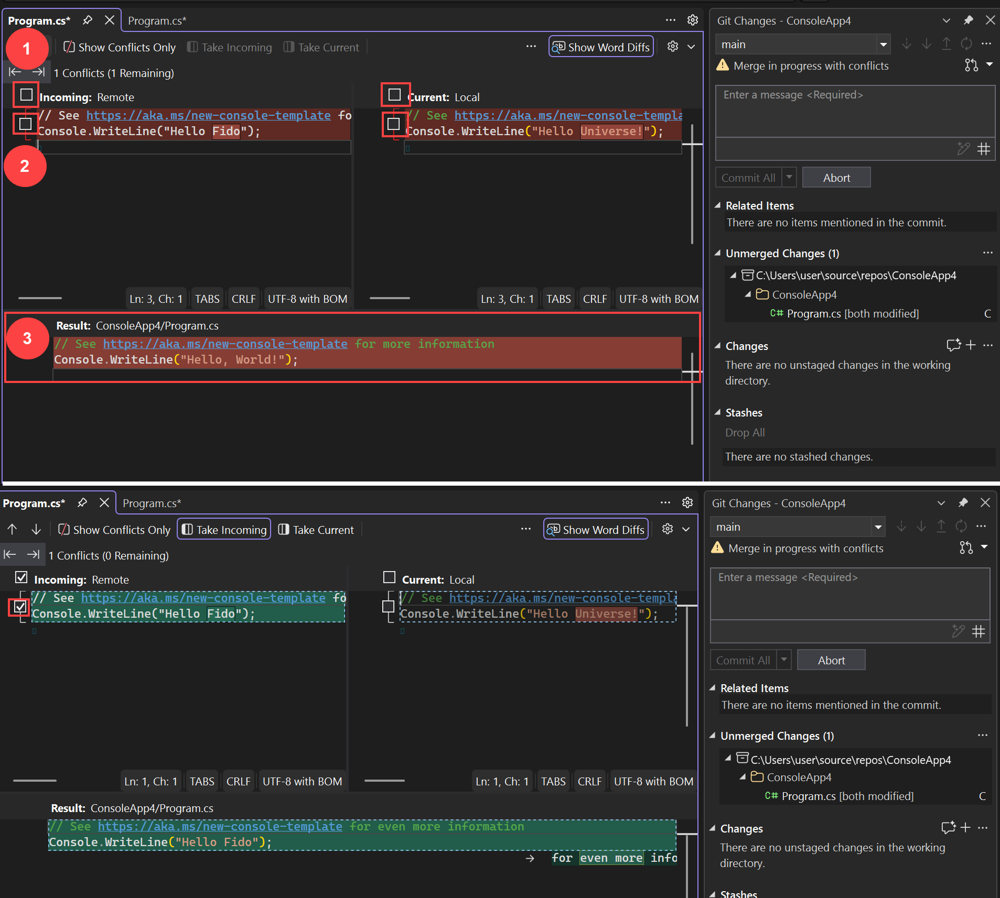 Program.cs*
Program.cs*
1
Show Conflicts Only
Take Incoming
Take Current
Show Word Diffs
1 Conflicts (1 Remaining)
Incoming: Remote
// See https://aka.ms/new-console-template fo
Console.WriteLine("Hello Fido");
2
Current: Local
// See https://aka.ms/new-console-templa
Console.WriteLine("Hello Universe!");
Ln: 3, Ch: 1
TABS
CRLF
UTF-8 with BOM
Ln: 3, Ch: 1
TABS
CRLF
UTF-8 with BOM
3
Result: ConsoleApp4/Program.cs
// See https://aka.ms/new-console-template for more information
Console.WriteLine("Hello, World!");
Git Changes - ConsoleApp4
main
Merge in progress with conflicts
Enter a message <Required>
Commit All
Abort
Related Items
There are no items mentioned in the commit.
Unmerged Changes (1)
C:\Users\user\source\repos\ConsoleApp4
ConsoleApp4
C# Program.cs [both modified] C
Changes
There are no unstaged changes in the working
directory.
Stashes
Drop All
There are no stashed changes.
Program.cs*
Program.cs*
Show Conflicts Only
Take Incoming
Take Current
Show Word Diffs
1 Conflicts (0 Remaining)
Incoming: Remote
// See https://aka.ms/new-console-template fo
Console.WriteLine("Hello Fido");
Current: Local
// See https://aka.ms/new-console-templa
Console.WriteLine("Hello Universe!");
Ln: 1, Ch: 1
TABS
CRLF
UTF-8 with BOM
Ln: 1, Ch: 1
TABS
CRLF
UTF-8 with BOM
Result: ConsoleApp4/Program.cs
// See https://aka.ms/new-console-template for even more information
Console.WriteLine("Hello Fido");
→ for even more info
Git Changes - ConsoleApp4
main
Merge in progress with conflicts
Enter a message <Required>
Commit All
Abort
Related Items
There are no items mentioned in the commit.
Unmerged Changes (1)
C:\Users\user\source\repos\ConsoleApp4
ConsoleApp4
C# Program.cs [both modified] C
Changes
There are no unstaged changes in the working
directory.
Stashes